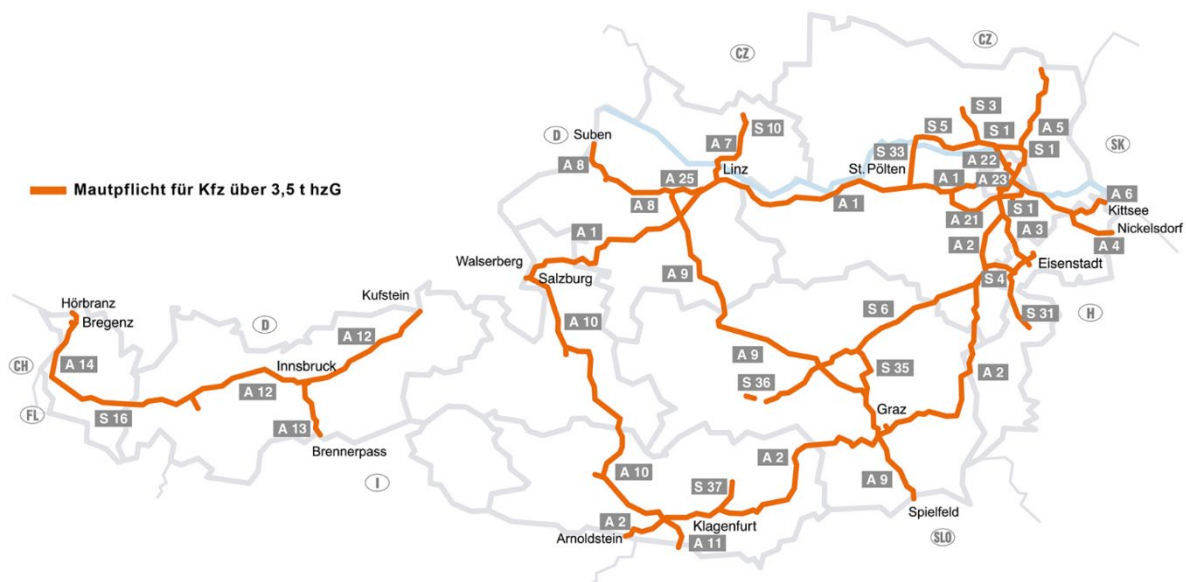 CZ
CZ
S 10
S 3
A 7
S 5
S 1
A 5
D
Suben
S 33
S 1
SK
A 8
Linz
St. Pölten
A 22
Mautpflicht für Kfz über 3,5 t hzG
A 25
A 1
A 23
A 6
A 8
A 1
Kittsee
A 21
S 1
Nickelsdorf
A 1
A 3
A 4
A 2
Walserberg
Eisenstadt
Salzburg
A 9
S 4
Hörbranz
Kufstein
S 6
S 31
H
Bregenz
D
A 10
A 12
CH
A 14
Innsbruck
A 9
S 35
A 2
A 12
S 36
FL
S 16
Graz
A 13
Brennerpass
A 2
A 10
I
S 37
A 9
Spielfeld
A 2
Klagenfurt
Arnoldstein
A 11
SLO